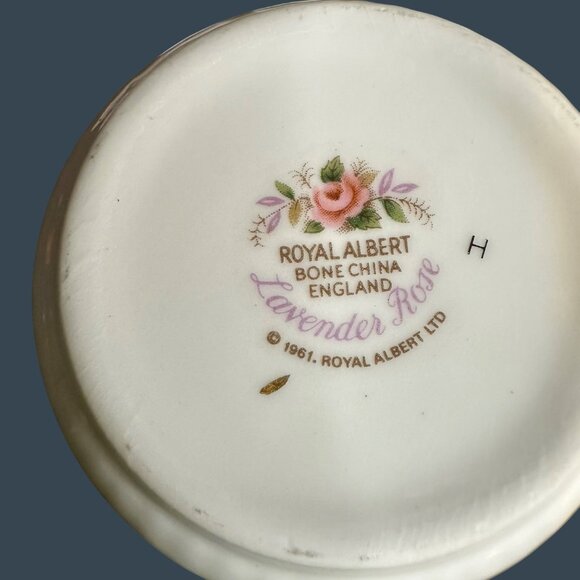 ROYAL ALBERT
BONE CHINA
ENGLAND
Lavender Rose
© 1961. ROYAL ALBERT LTD
H